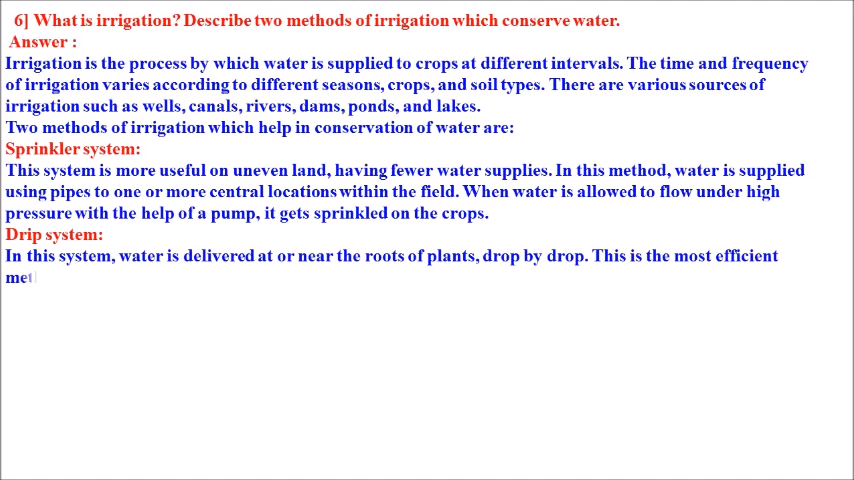 6] What is irrigation? Describe two methods of irrigation which conserve water.
Answer :
Irrigation is the process by which water is supplied to crops at different intervals. The time and frequency
of irrigation varies according to different seasons, crops, and soil types. There are various sources of
irrigation such as wells, canals, rivers, dams, ponds, and lakes.
Two methods of irrigation which help in conservation of water are:
Sprinkler system:
This system is more useful on uneven land, having fewer water supplies. In this method, water is supplied
using pipes to one or more central locations within the field. When water is allowed to flow under high
pressure with the help of a pump, it gets sprinkled on the crops.
Drip system:
In this system, water is delivered at or near the roots of plants, drop by drop. This is the most efficient
met